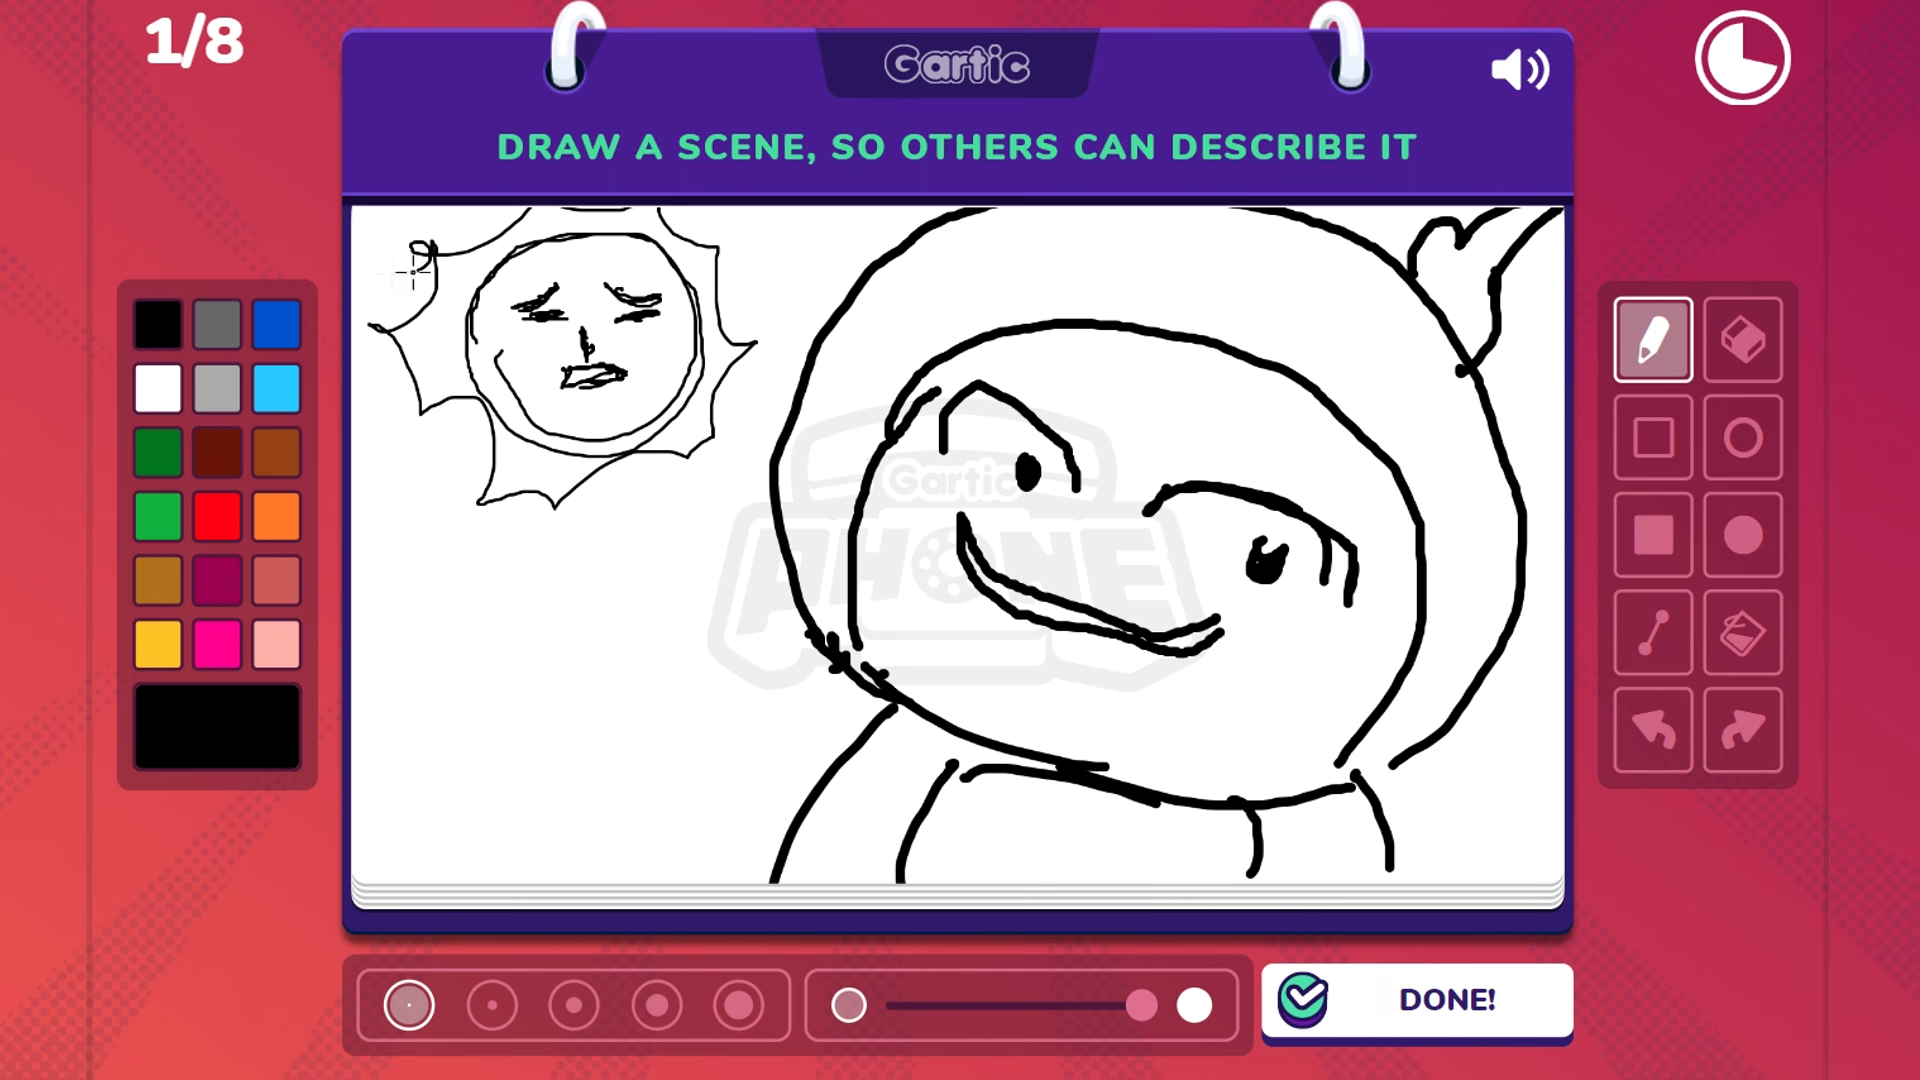 1/8
Gartic
DRAW A SCENE, SO OTHERS CAN DESCRIBE IT
Gartic
PHONE
DONE!